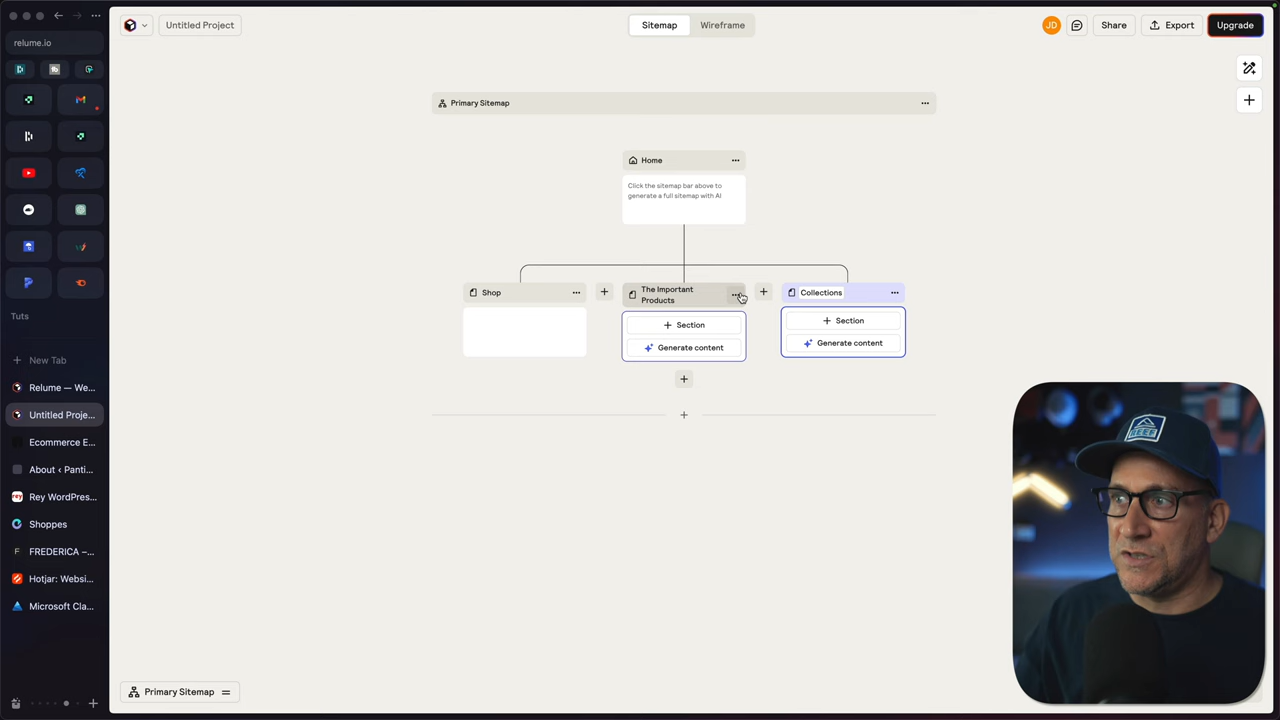 Untitled Project
Sitemap
Wireframe
JD
Share
Export
Upgrade
relume.io
Primary Sitemap
Home
Click the sitemap bar above to
generate a full sitemap with AI
Shop
The Important
Products
Collections
Section
Generate content
Section
Generate content
Tuts
New Tab
Relume — We...
Untitled Proje...
Ecommerce E...
About ‹ Panti...
Rey WordPres...
Shoppes
FREDERICA –...
Hotjar: Websi...
Microsoft Cla...
Primary Sitemap
REEF